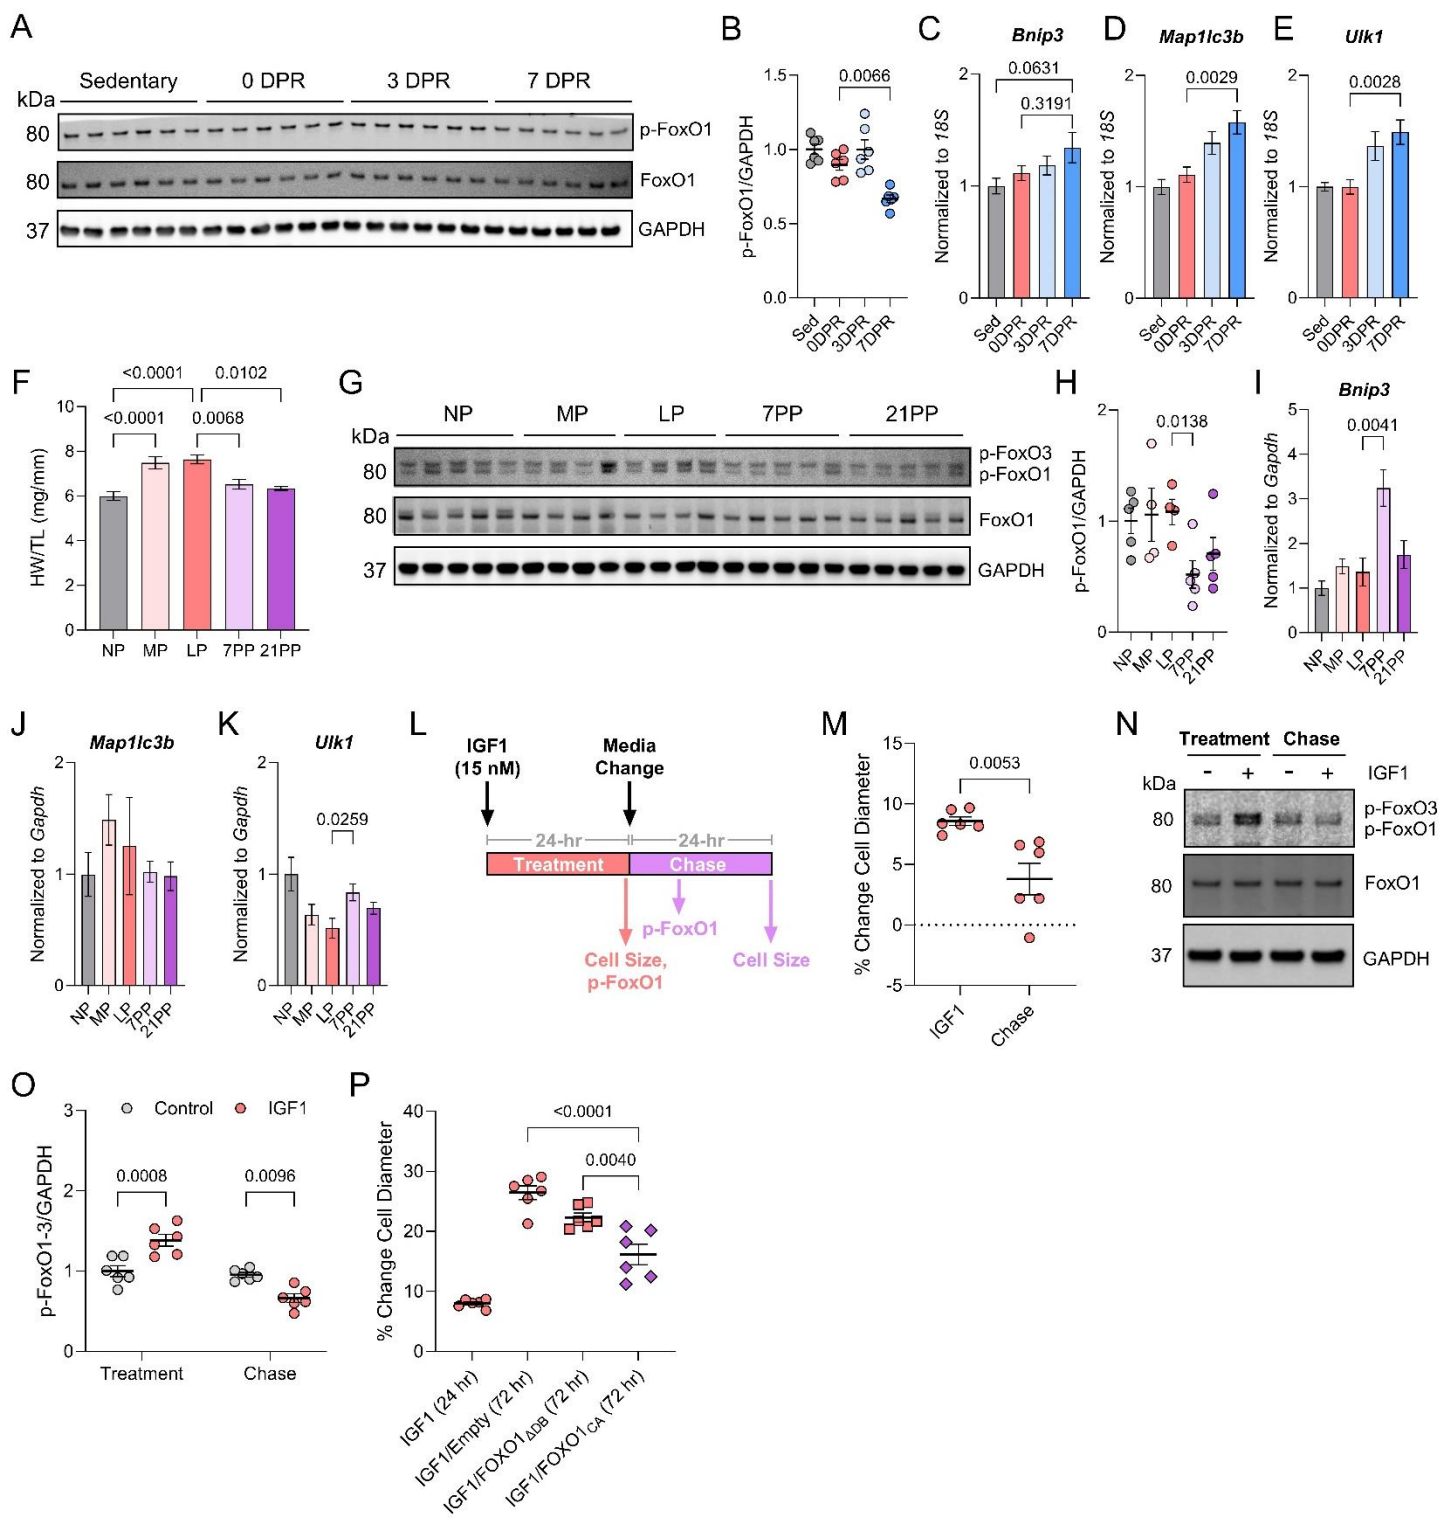 A
Sedentary 0 DPR 3 DPR 7 DPR
kDa
80 p-FoxO1
80 FoxO1
37 GAPDH
B
p-FoxO1/GAPDH
1.5
1.0
0.5
0.0
0.0066
Sed 0DPR 3DPR 7DPR
C
Bnip3
Normalized to 18S
2
1
0
0.0631
0.3191
Sed 0DPR 3DPR 7DPR
D
Map1lc3b
Normalized to 18S
2
1
0
0.0029
Sed 0DPR 3DPR 7DPR
E
Ulk1
Normalized to 18S
2
1
0
0.0028
Sed 0DPR 3DPR 7DPR
F
HW/TL (mg/mm)
10
8
6
4
2
0
<0.0001 0.0102
<0.0001 0.0068
NP MP LP 7PP 21PP
G
NP MP LP 7PP 21PP
kDa
80 p-FoxO3
p-FoxO1
80 FoxO1
37 GAPDH
H
p-FoxO1/GAPDH
2
1
0
0.0138
NP MP LP 7PP 21PP
I
Bnip3
Normalized to Gapdh
5
4
3
2
1
0
0.0041
NP MP LP 7PP 21PP
J
Map1lc3b
Normalized to Gapdh
2
1
0
NP MP LP 7PP 21PP
K
Ulk1
Normalized to Gapdh
2
1
0
0.0259
NP MP LP 7PP 21PP
L
IGF1
(15 nM)
Media
Change
24-hr 24-hr
Treatment Chase
p-FoxO1
Cell Size,
p-FoxO1
Cell Size
M
% Change Cell Diameter
15
10
5
0
-5
0.0053
IGF1 Chase
N
Treatment Chase
- + - + IGF1
kDa
80 p-FoxO3
p-FoxO1
80 FoxO1
37 GAPDH
O
p-FoxO1-3/GAPDH
3
2
1
0
Control IGF1
0.0008 0.0096
Treatment Chase
P
% Change Cell Diameter
40
30
20
10
0
<0.0001
0.0040
IGF1 (24 hr)
IGF1/Empty (72 hr)
IGF1/FOXO1ΔDB (72 hr)
IGF1/FOXO1CA (72 hr)